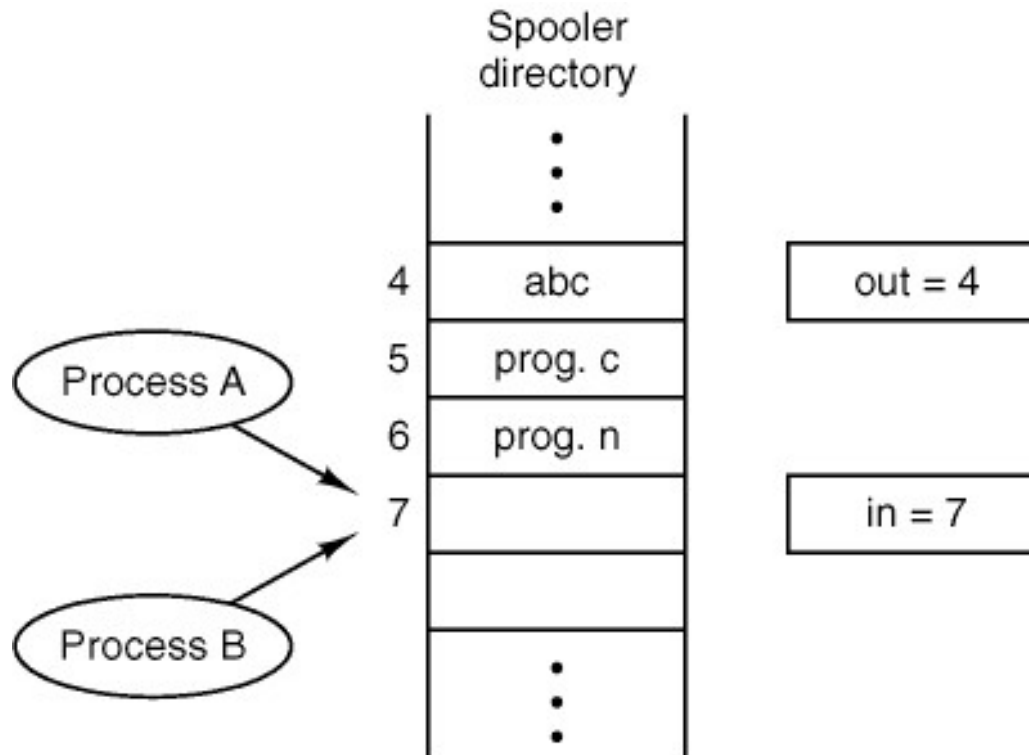 Spooler
directory
4
abc
out = 4
5
prog. c
Process A
6
prog. n
7
in = 7
Process B